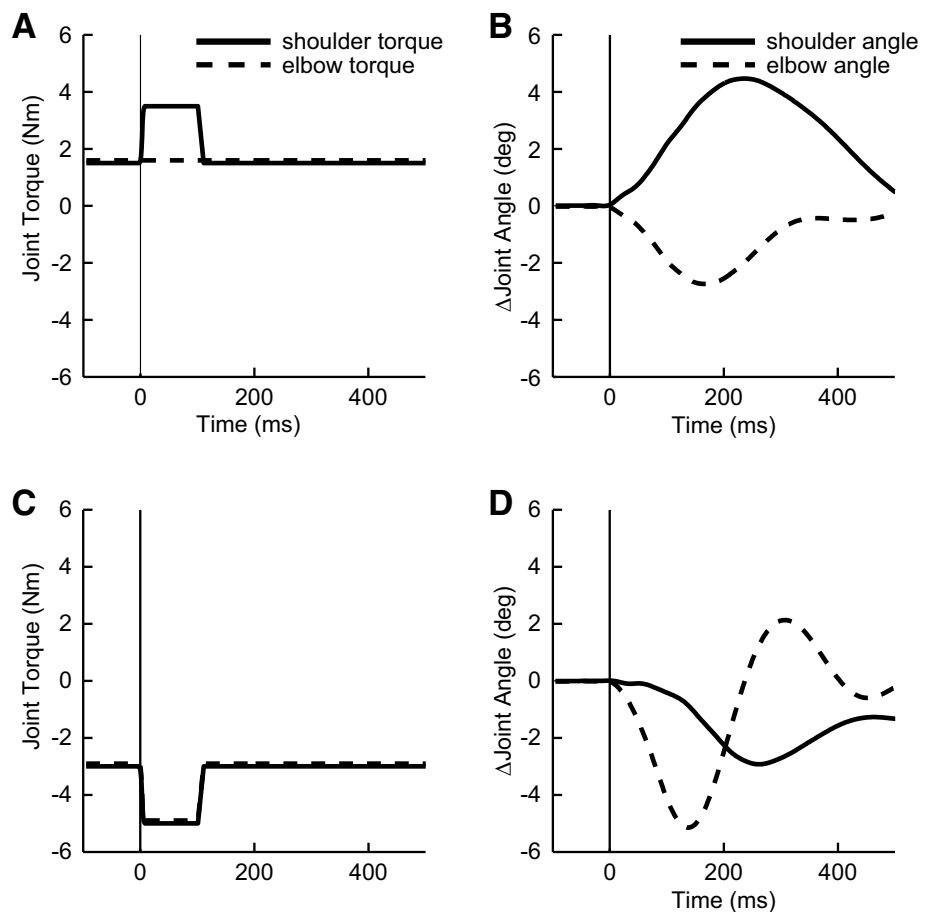 A
shoulder torque
elbow torque
Joint Torque (Nm)
6
4
2
0
-2
-4
-6
0 200 400
Time (ms)
B
shoulder angle
elbow angle
ΔJoint Angle (deg)
6
4
2
0
-2
-4
-6
0 200 400
Time (ms)
C
Joint Torque (Nm)
6
4
2
0
-2
-4
-6
0 200 400
D
ΔJoint Angle (deg)
6
4
2
0
-2
-4
-6
0 200 400
Time (ms)